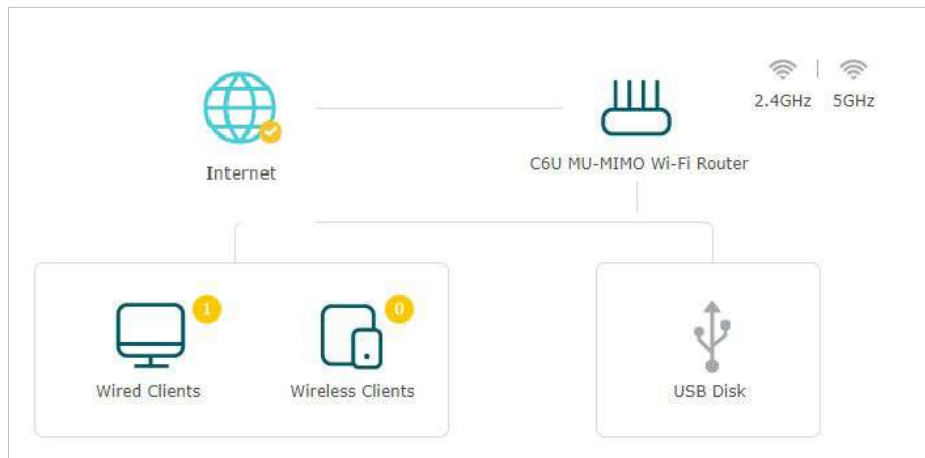 2.4GHz | 5GHz
Internet
C6U MU-MIMO Wi-Fi Router
1
0
Wired Clients
Wireless Clients
USB Disk